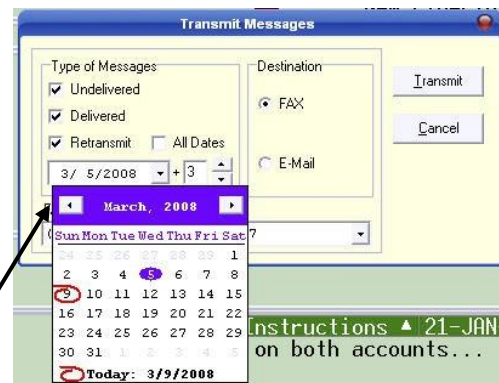 Transmit Messages
Type of Messages
Undelivered
Delivered
Retransmit All Dates
3/ 5/2008 + 3
Destination
FAX
E-Mail
Transmit
Cancel
March, 2008
Sun Mon Tue Wed Thu Fri Sat
24 25 26 27 28 29 1
2 3 4 5 6 7 8
9 10 11 12 13 14 15
16 17 18 19 20 21 22
23 24 25 26 27 28 29
30 31 1 2 3 4 5
Today: 3/9/2008
7
Instructions ▲ 21-JAN
on both accounts...